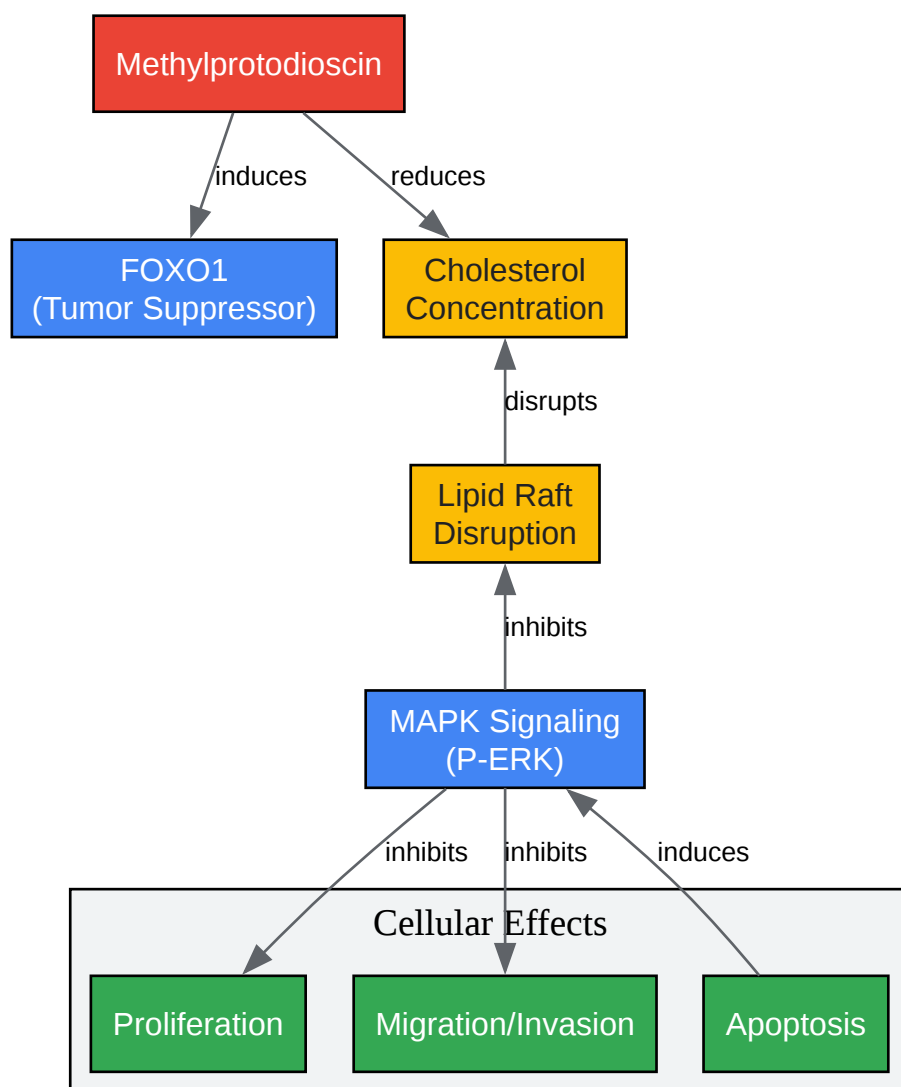 Methylprotodioscin
induces
reduces
FOXO1
(Tumor Suppressor)
Cholesterol
Concentration
disrupts
Lipid Raft
Disruption
inhibits
MAPK Signaling
(P-ERK)
inhibits
inhibits
induces
Cellular Effects
Proliferation
Migration/Invasion
Apoptosis